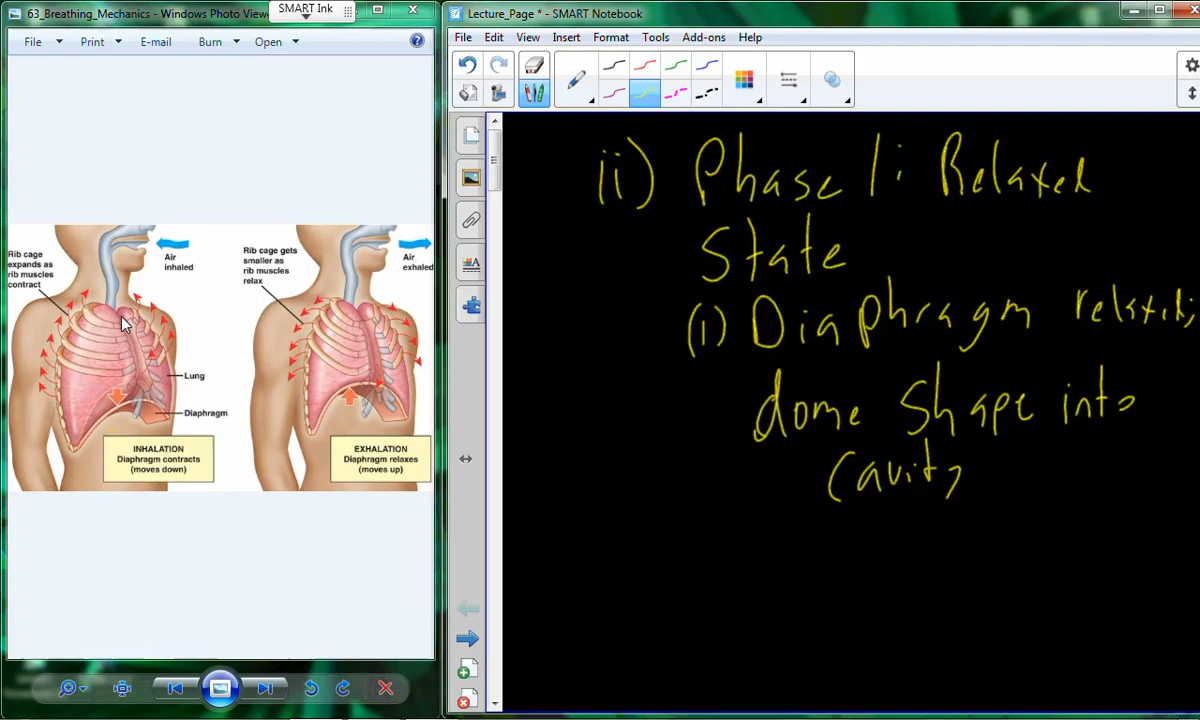 63_Breathing_Mechanics - Windows Photo View
SMART Ink
File Print E-mail Burn Open
Rib cage
expands as
rib muscles
contract
Air
inhaled
Lung
Diaphragm
INHALATION
Diaphragm contracts
(moves down)
Rib cage gets
smaller as
rib muscles
relax
Air
exhaled
EXHALATION
Diaphragm relaxes
(moves up)
Lecture_Page * - SMART Notebook
File Edit View Insert Format Tools Add-ons Help
ii) Phase 1: Relaxed
State
(1) Diaphragm
dome shape into
cavity